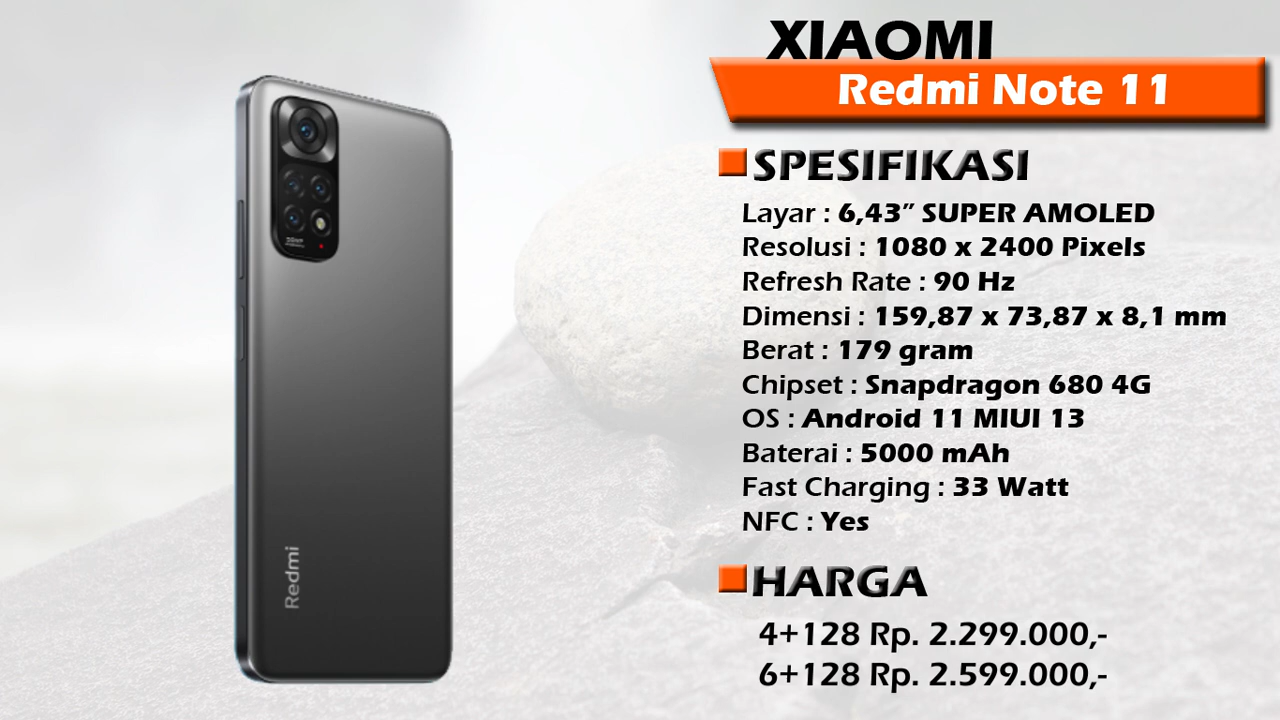 XIAOMI
Redmi Note 11
SPESIFIKASI
Layar : 6,43” SUPER AMOLED
Resolusi : 1080 x 2400 Pixels
Refresh Rate : 90 Hz
Dimensi : 159,87 x 73,87 x 8,1 mm
Berat : 179 gram
Chipset : Snapdragon 680 4G
OS : Android 11 MIUI 13
Baterai : 5000 mAh
Fast Charging : 33 Watt
NFC : Yes
HARGA
4+128 Rp. 2.299.000,-
6+128 Rp. 2.599.000,-
Redmi